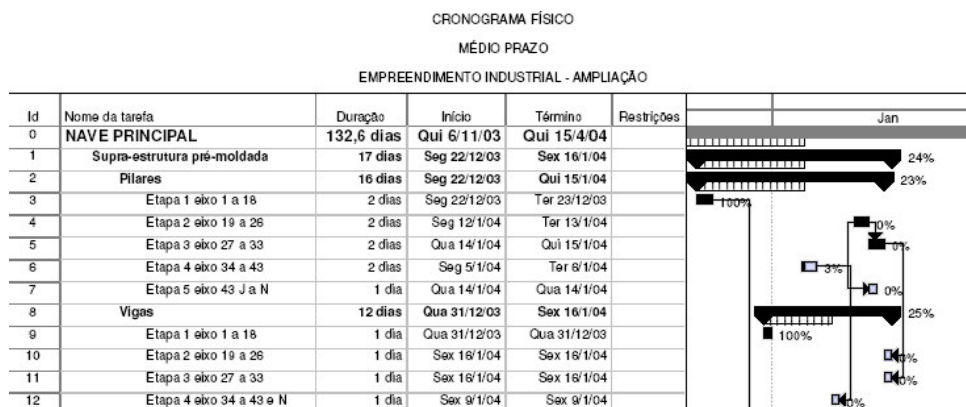 CRONOGRAMA FÍSICO
MÉDIO PRAZO
EMPREENDIMENTO INDUSTRIAL - AMPLIAÇÃO
Id Nome da tarefa Duração Início Término Restrições Jan
0 NAVE PRINCIPAL 132,6 dias Qui 6/11/03 Qui 15/4/04
1 Supra-estrutura pré-moldada 17 dias Seg 22/12/03 Sex 16/1/04 24%
2 Pilares 16 dias Seg 22/12/03 Qui 15/1/04 23%
3 Etapa 1 eixo 1 a 18 2 dias Seg 22/12/03 Ter 23/12/03 100%
4 Etapa 2 eixo 19 a 26 2 dias Seg 12/1/04 Ter 13/1/04 0%
5 Etapa 3 eixo 27 a 33 2 dias Qua 14/1/04 Qui 15/1/04 0%
6 Etapa 4 eixo 34 a 43 2 dias Seg 5/1/04 Ter 6/1/04 3%
7 Etapa 5 eixo 43 J a N 1 dia Qua 14/1/04 Qua 14/1/04 0%
8 Vigas 12 dias Qua 31/12/03 Sex 16/1/04 25%
9 Etapa 1 eixo 1 a 18 1 dia Qua 31/12/03 Qua 31/12/03 100%
10 Etapa 2 eixo 19 a 26 1 dia Sex 16/1/04 Sex 16/1/04 0%
11 Etapa 3 eixo 27 a 33 1 dia Sex 16/1/04 Sex 16/1/04 0%
12 Etapa 4 eixo 34 a 43 e N 1 dia Sex 9/1/04 Sex 9/1/04 0%